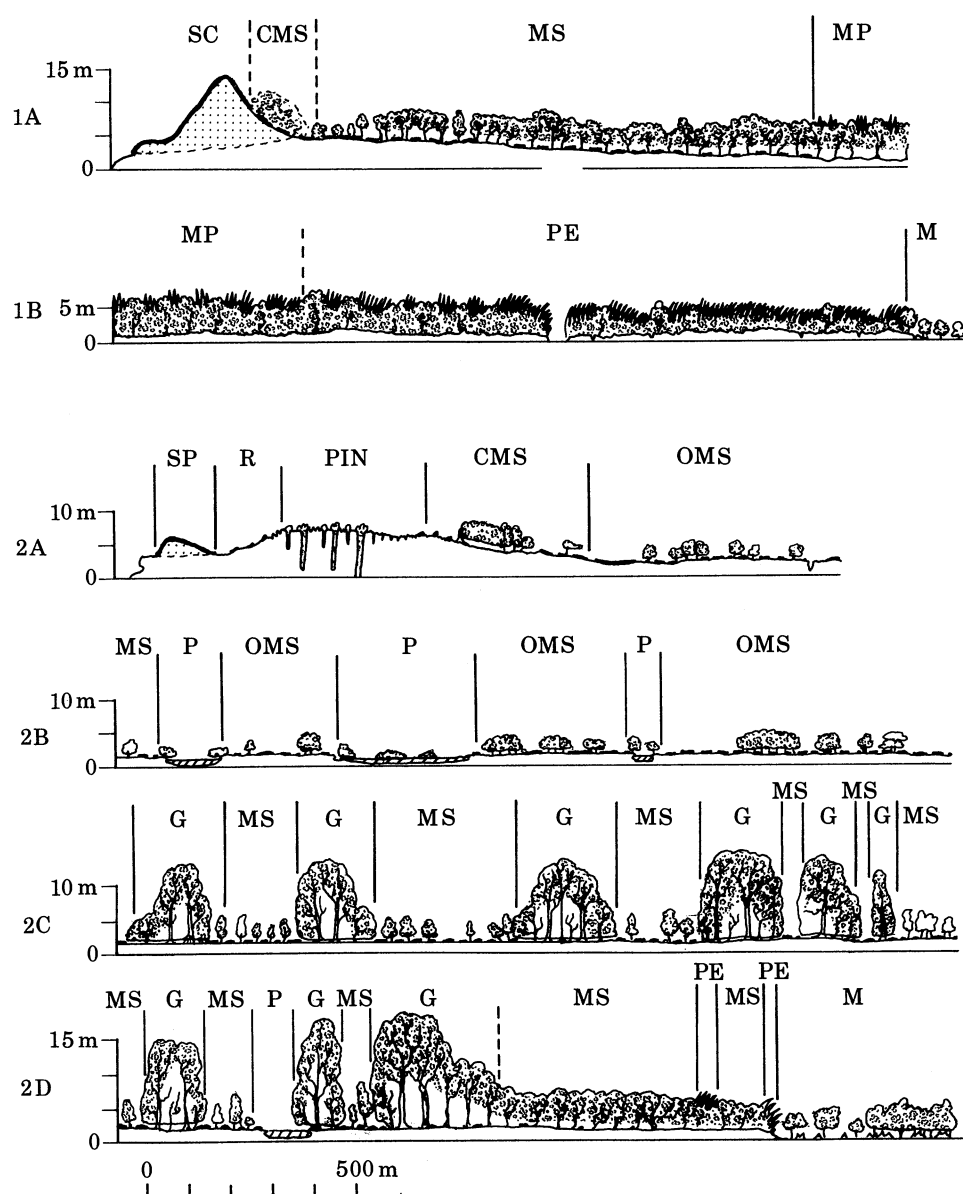 SC CMS MS MP
15 m
1A
0
MP PE M
1B 5 m
0
SP R PIN CMS OMS
10 m
2A
0
MS P OMS P OMS P OMS
10 m
2B
0
MS MS
G MS G MS G MS G G G MS
10 m
2C
0
PE PE
MS G MS P G MS G MS MS M
15 m
2D
0
0 500 m